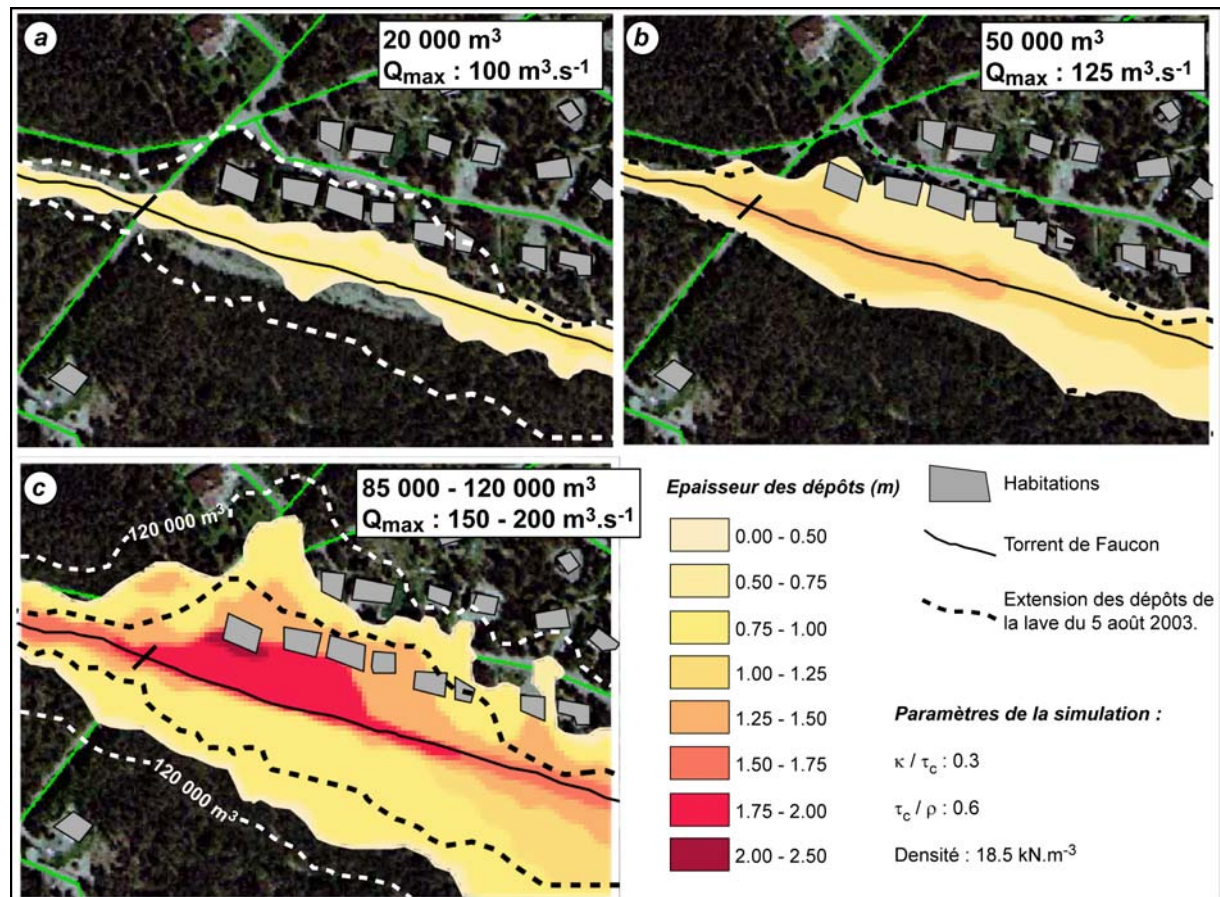 a
20 000 m³
Qmax : 100 m³.s⁻¹
b
50 000 m³
Qmax : 125 m³.s⁻¹
c
85 000 - 120 000 m³
Qmax : 150 - 200 m³.s⁻¹
120 000 m³
120 000 m³
Epaisseur des dépôts (m)
0.00 - 0.50
0.50 - 0.75
0.75 - 1.00
1.00 - 1.25
1.25 - 1.50
1.50 - 1.75
1.75 - 2.00
2.00 - 2.50
Habitations
Torrent de Faucon
Extension des dépôts de
la lave du 5 août 2003.
Paramètres de la simulation :
κ / τc : 0.3
τc / ρ : 0.6
Densité : 18.5 kN.m⁻³